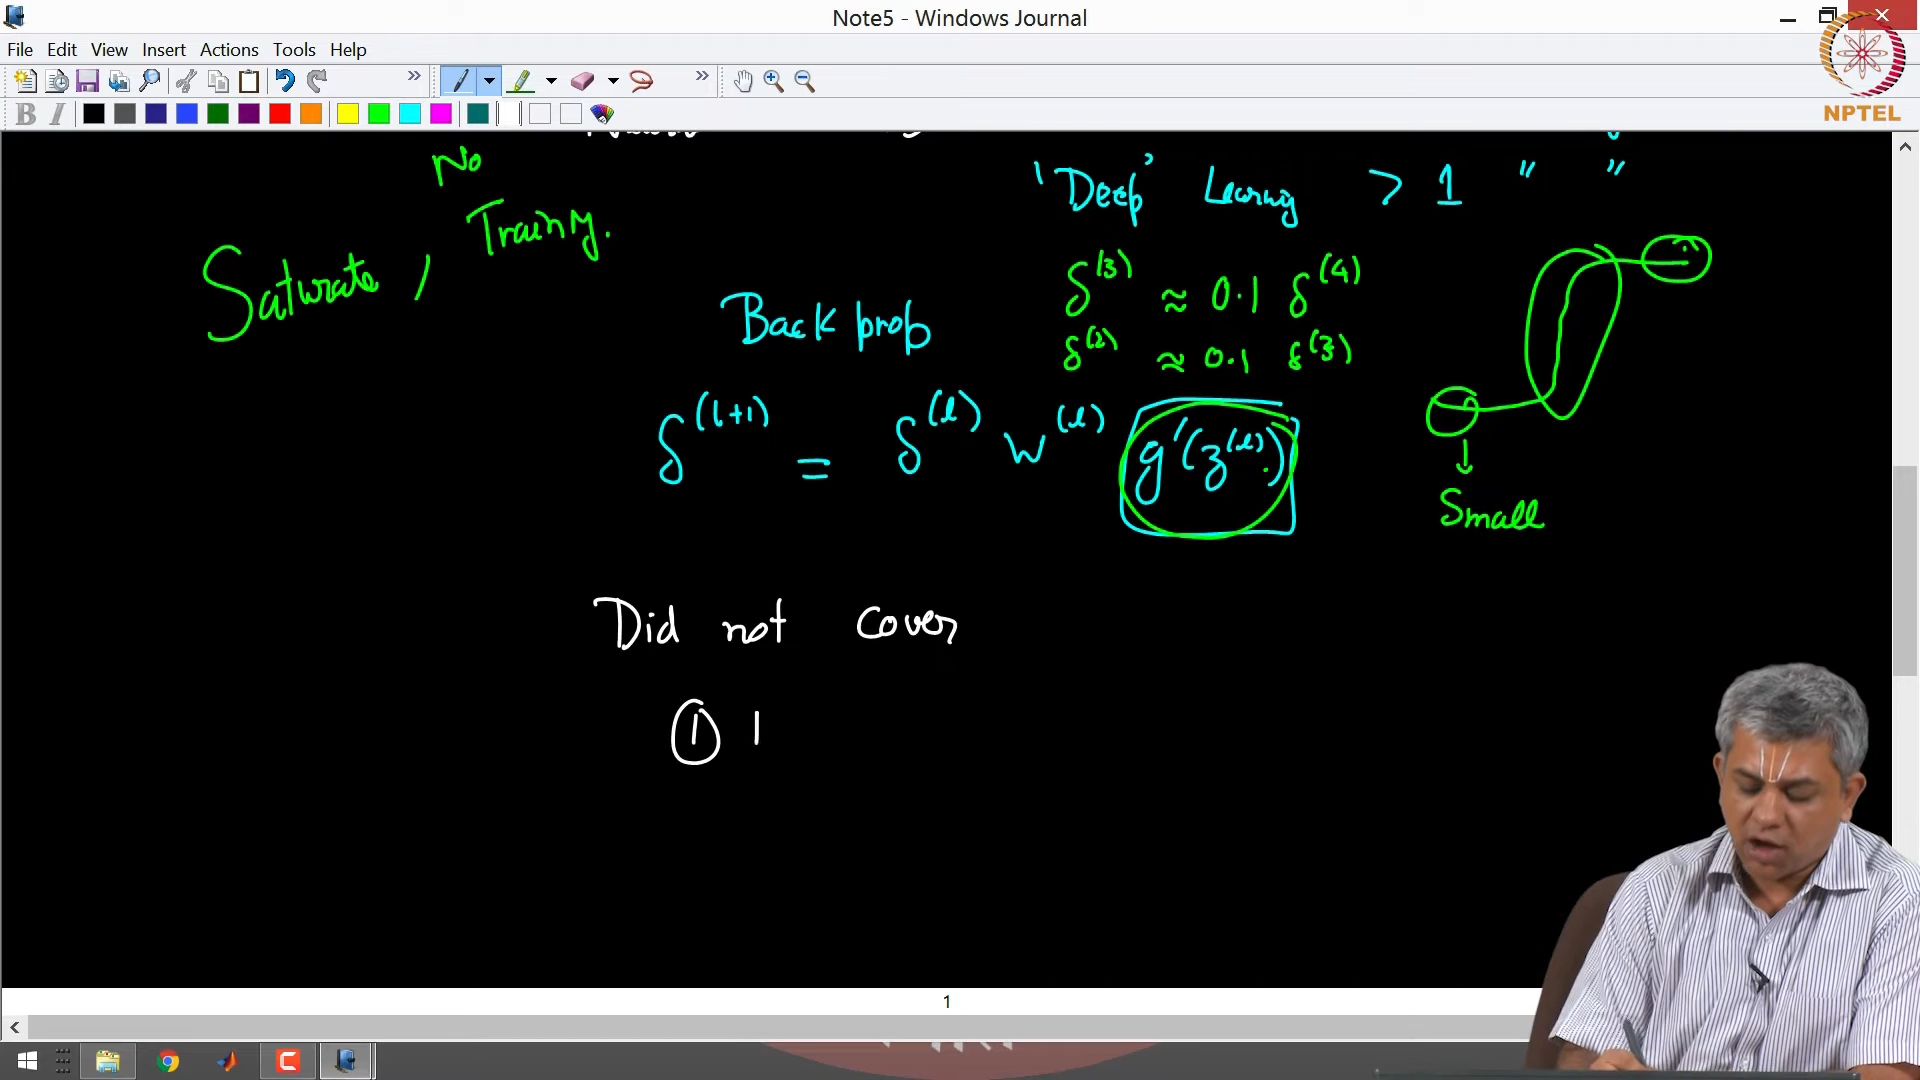 Note5 - Windows Journal
File Edit View Insert Actions Tools Help
B I
NPTEL
No
Training.
Saturate,
'Deep' Learning > 1 " "
Back prop
δ^(3) ≈ 0.1 δ^(4)
δ^(2) ≈ 0.1 δ^(3)
δ^(l+1) = δ^(l) W^(l) g'(z^(l))
Small
Did not cover
① I
1